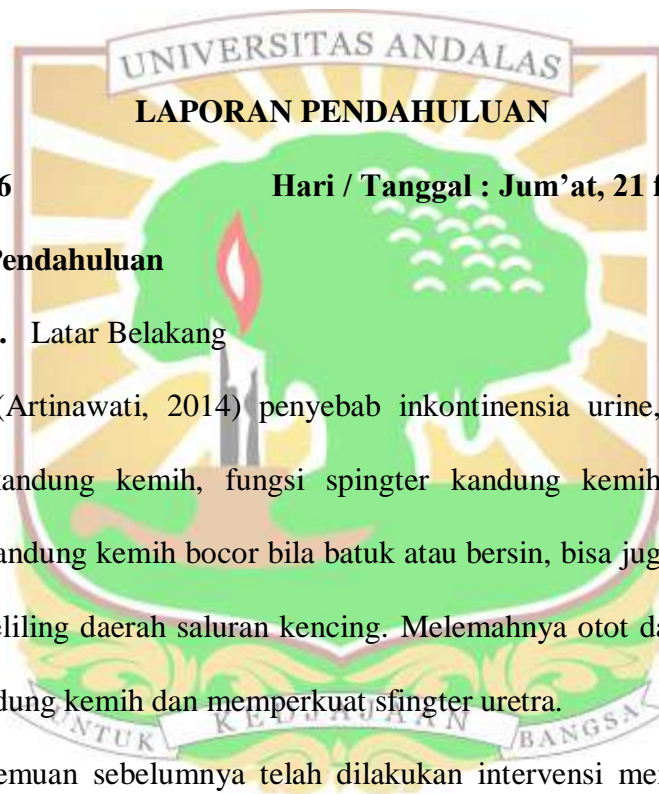 UNIVERSITAS ANDALAS
LAPORAN PENDAHULUAN
6 Hari / Tanggal : Jum’at, 21 f
Pendahuluan
. Latar Belakang
(Artinawati, 2014) penyebab inkontinensia urine,
kandung kemih, fungsi spingter kandung kemih
kandung kemih bocor bila batuk atau bersin, bisa jug
eliling daerah saluran kencing. Melemahnya otot da
dung kemih dan memperkuat sfingter uretra.
UNTUK KEDJAJAAN BANGSA
emuan sebelumnya telah dilakukan intervensi me